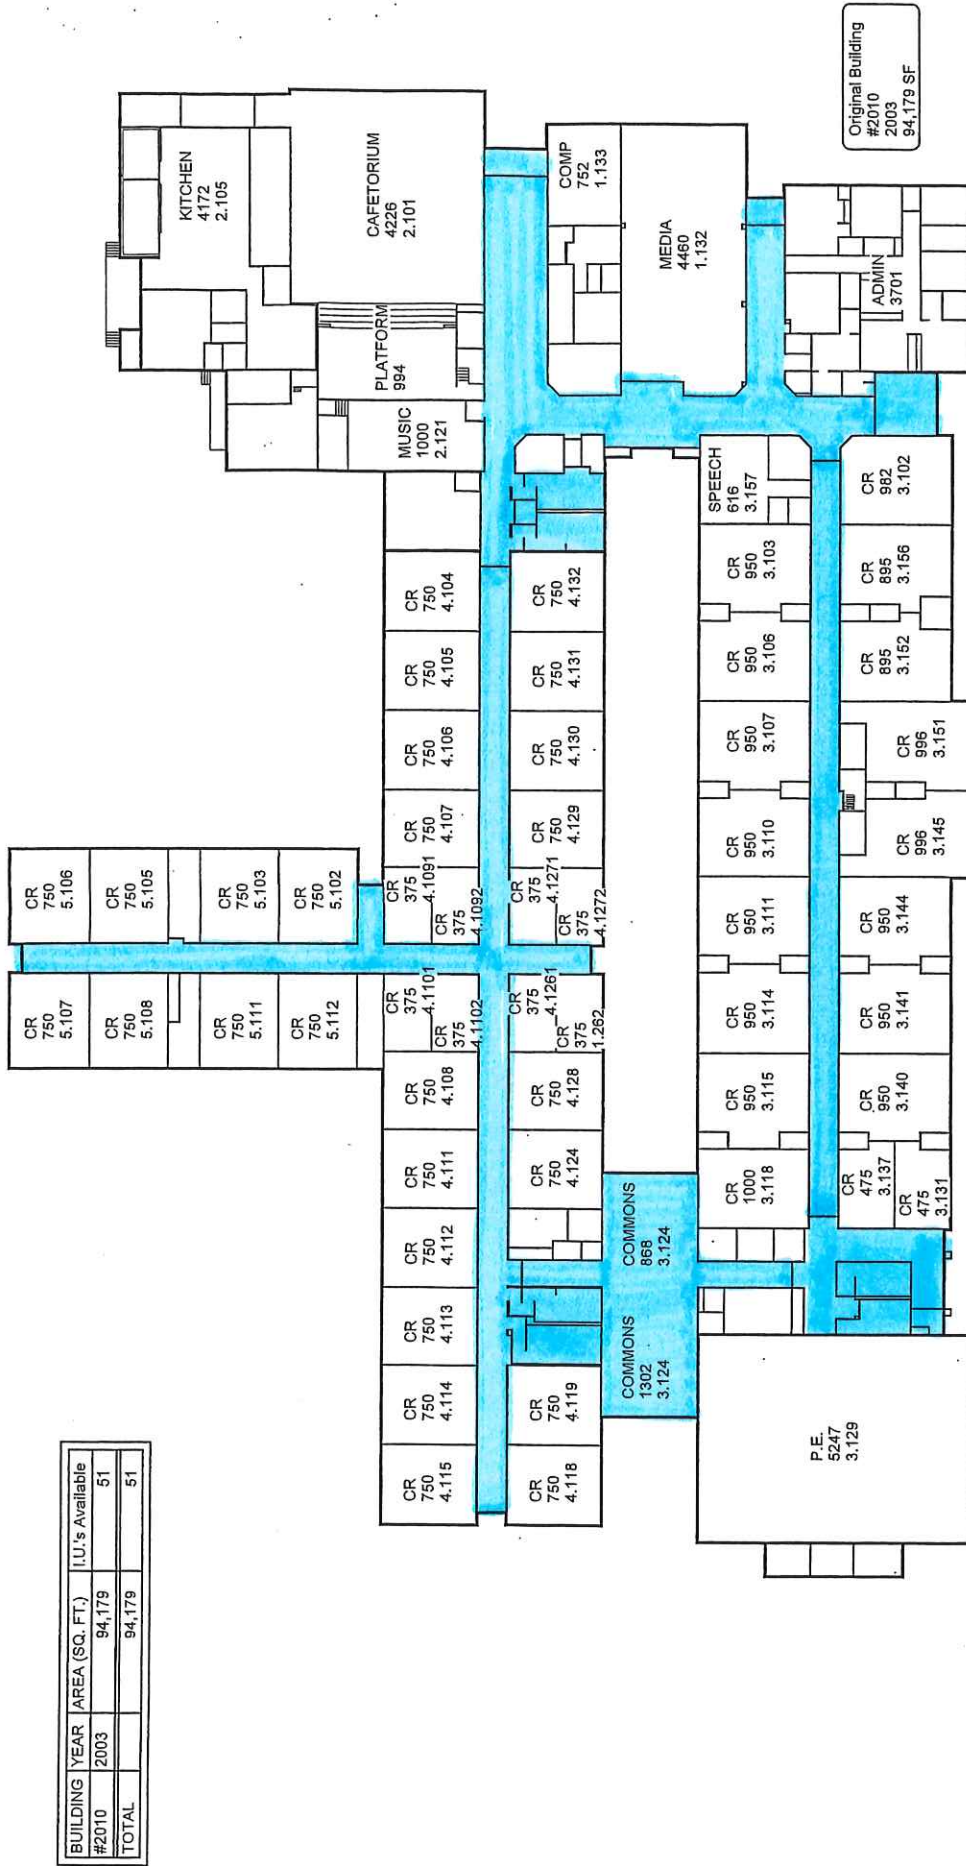 BUILDING YEAR AREA (SQ. FT.) I.U.'s Available
#2010 2003 94,179 51
TOTAL 94,179 51
Original Building
#2010
2003
94,179 SF
KITCHEN
4172
2.105
CAFETORIUM
4226
2.101
PLATFORM
994
MUSIC
1000
2.121
COMP
752
1.133
MEDIA
4460
1.132
ADMIN
3701
CR
750
5.106
CR
750
5.105
CR
750
5.103
CR
750
5.102
CR
750
5.107
CR
750
5.108
CR
750
5.111
CR
750
5.112
CR
750
4.104
CR
750
4.105
CR
750
4.106
CR
750
4.107
CR
375
4.1091
CR
375
4.1092
CR
375
4.1101
CR
375
4.1102
CR
750
4.108
CR
750
4.111
CR
750
4.112
CR
750
4.113
CR
750
4.114
CR
750
4.115
CR
750
4.132
CR
750
4.131
CR
750
4.130
CR
750
4.129
CR
375
4.1271
CR
375
4.1272
CR
375
4.1261
CR
375
1.262
CR
750
4.128
CR
750
4.124
CR
750
4.119
CR
750
4.118
COMMONS
868
3.124
COMMONS
1302
3.124
SPEECH
616
3.157
CR
950
3.103
CR
950
3.106
CR
950
3.107
CR
950
3.110
CR
950
3.111
CR
950
3.114
CR
950
3.115
CR
1000
3.118
CR
982
3.102
CR
895
3.156
CR
895
3.152
CR
996
3.151
CR
996
3.145
CR
950
3.144
CR
950
3.141
CR
950
3.140
CR
475
3.137
CR
475
3.131
P.E.
5247
3.129